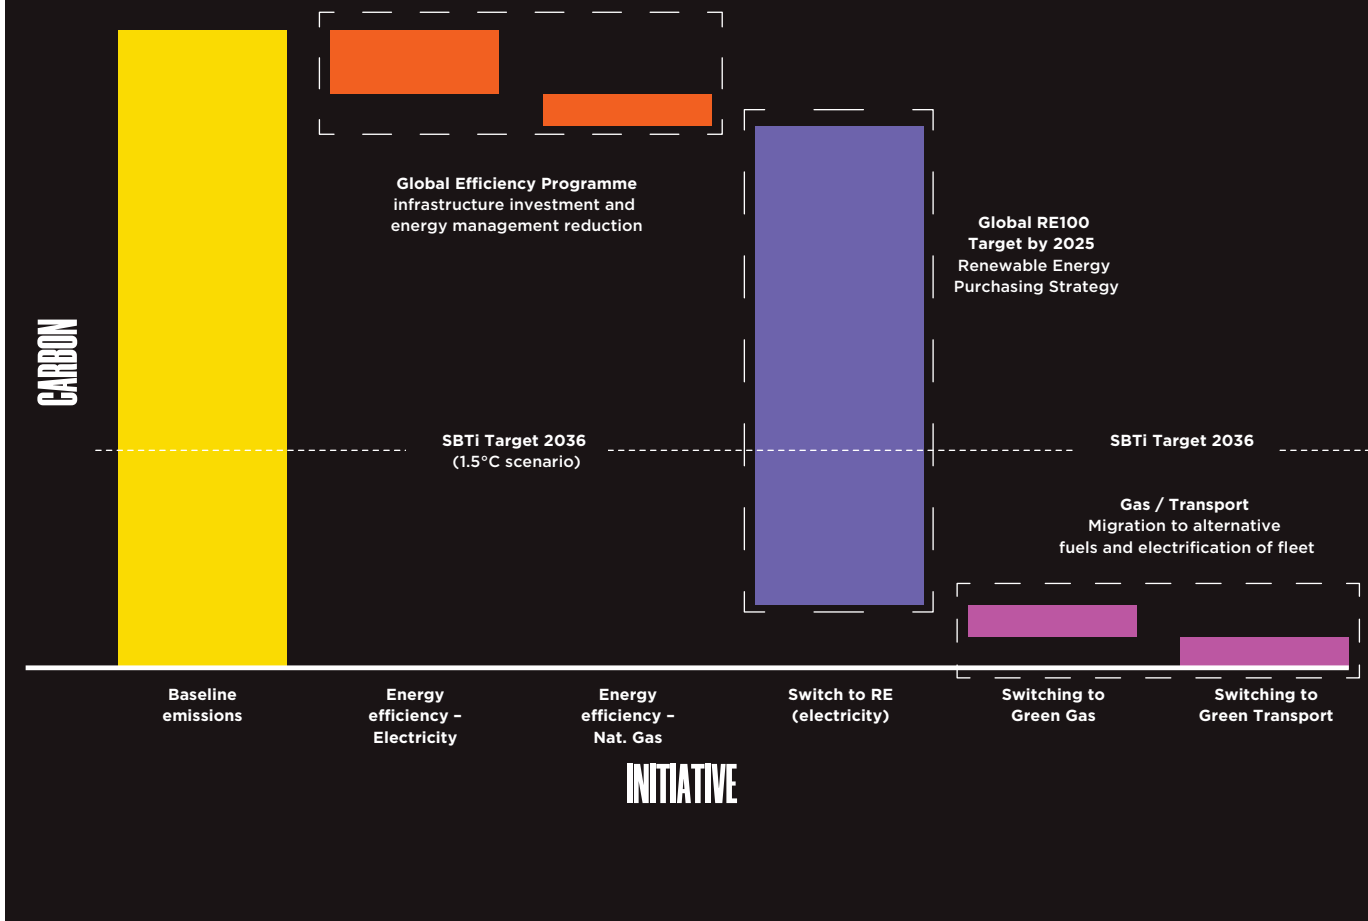 Global Efficiency Programme
infrastructure investment and
energy management reduction
Global RE100
Target by 2025
Renewable Energy
Purchasing Strategy
CARBON
SBTi Target 2036
(1.5°C scenario)
SBTi Target 2036
Gas / Transport
Migration to alternative
fuels and electrification of fleet
Baseline
emissions
Energy
efficiency –
Electricity
Energy
efficiency –
Nat. Gas
Switch to RE
(electricity)
Switching to
Green Gas
Switching to
Green Transport
INITIATIVE